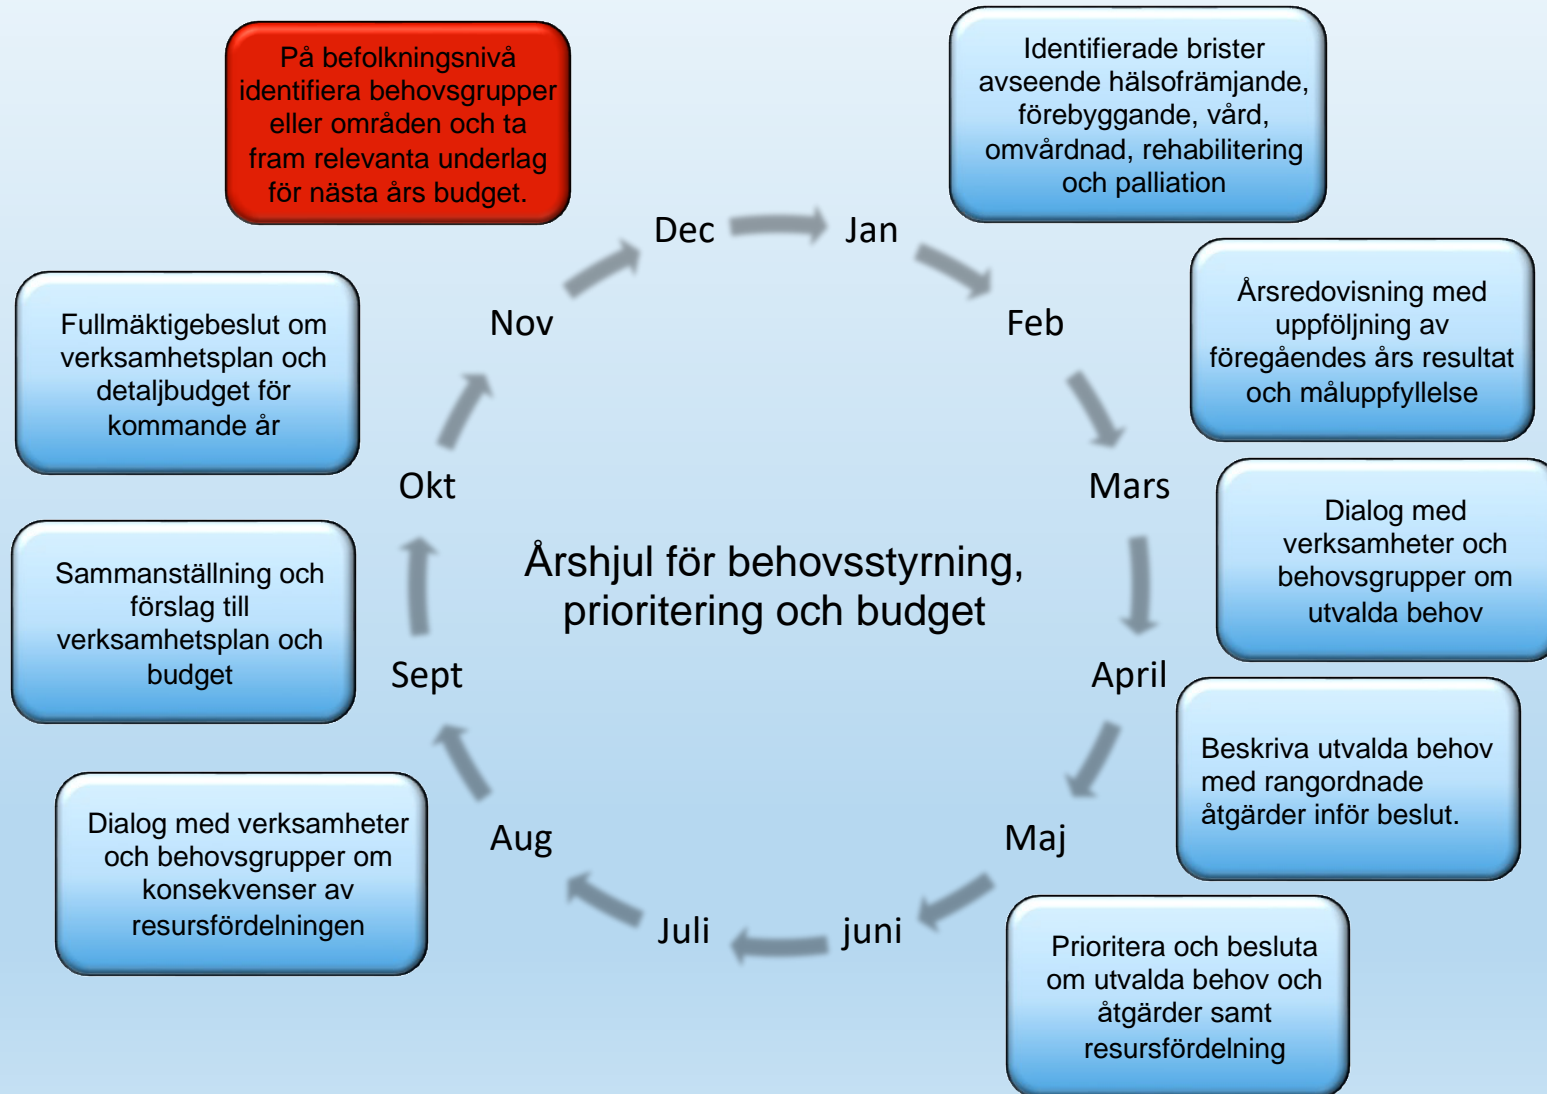 På befolkningsnivå
identifiera behovsgrupper
eller områden och ta
fram relevanta underlag
för nästa års budget.
Identifierade brister
avseende hälsofrämjande,
förebyggande, vård,
omvårdnad, rehabilitering
och palliation
Årsredovisning med
uppföljning av
föregåendes års resultat
och måluppfyllelse
Dialog med
verksamheter och
behovsgrupper om
utvalda behov
Beskriva utvalda behov
med rangordnade
åtgärder inför beslut.
Prioritera och besluta
om utvalda behov och
åtgärder samt
resursfördelning
Dialog med verksamheter
och behovsgrupper om
konsekvenser av
resursfördelningen
Sammanställning och
förslag till
verksamhetsplan och
budget
Fullmäktigebeslut om
verksamhetsplan och
detaljbudget för
kommande år
Dec
Jan
Feb
Mars
April
Maj
juni
Juli
Aug
Sept
Okt
Nov
Årshjul för behovsstyrning,
prioritering och budget